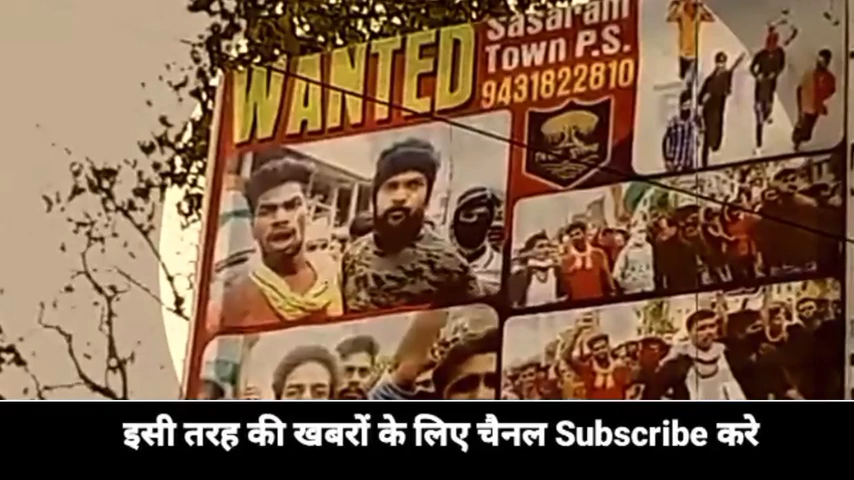 WANTED
Sasaram
Town P.S.
9431822810
इसी तरह की खबरों के लिए चैनल Subscribe करे